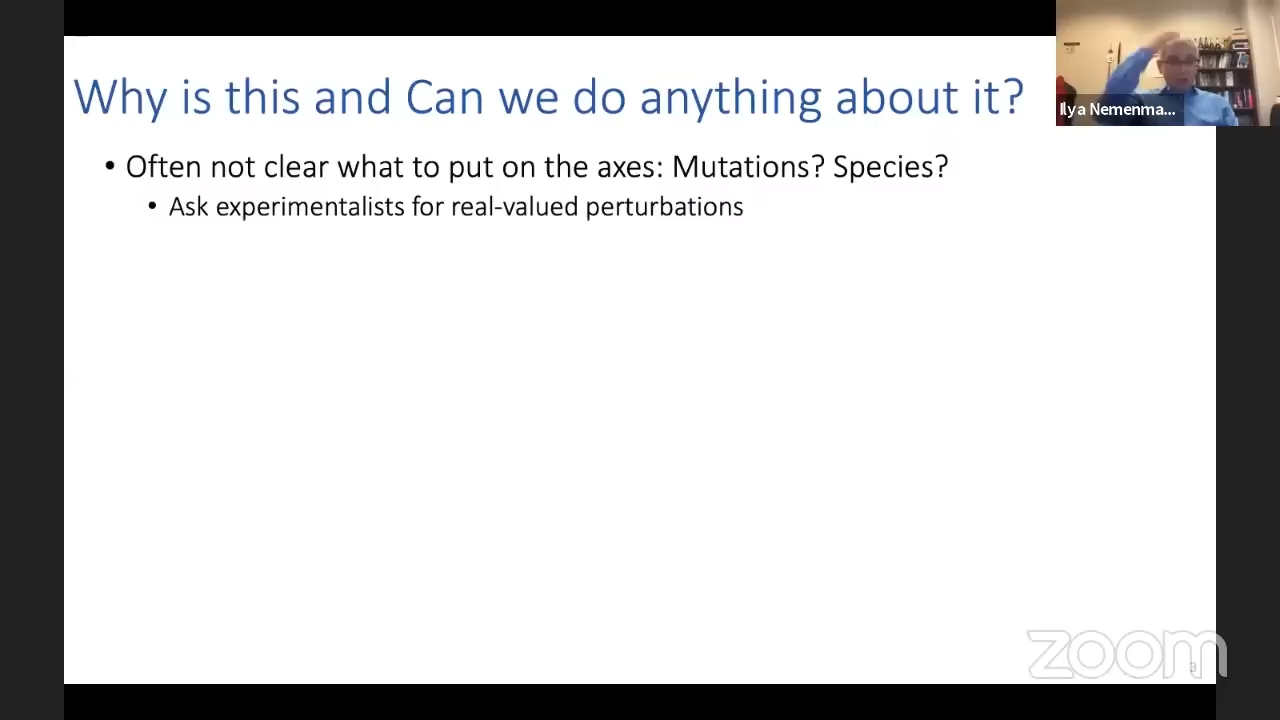 Why is this and Can we do anything about it?
Ilya Nemenma...
• Often not clear what to put on the axes: Mutations? Species?
• Ask experimentalists for real-valued perturbations
zoom
3